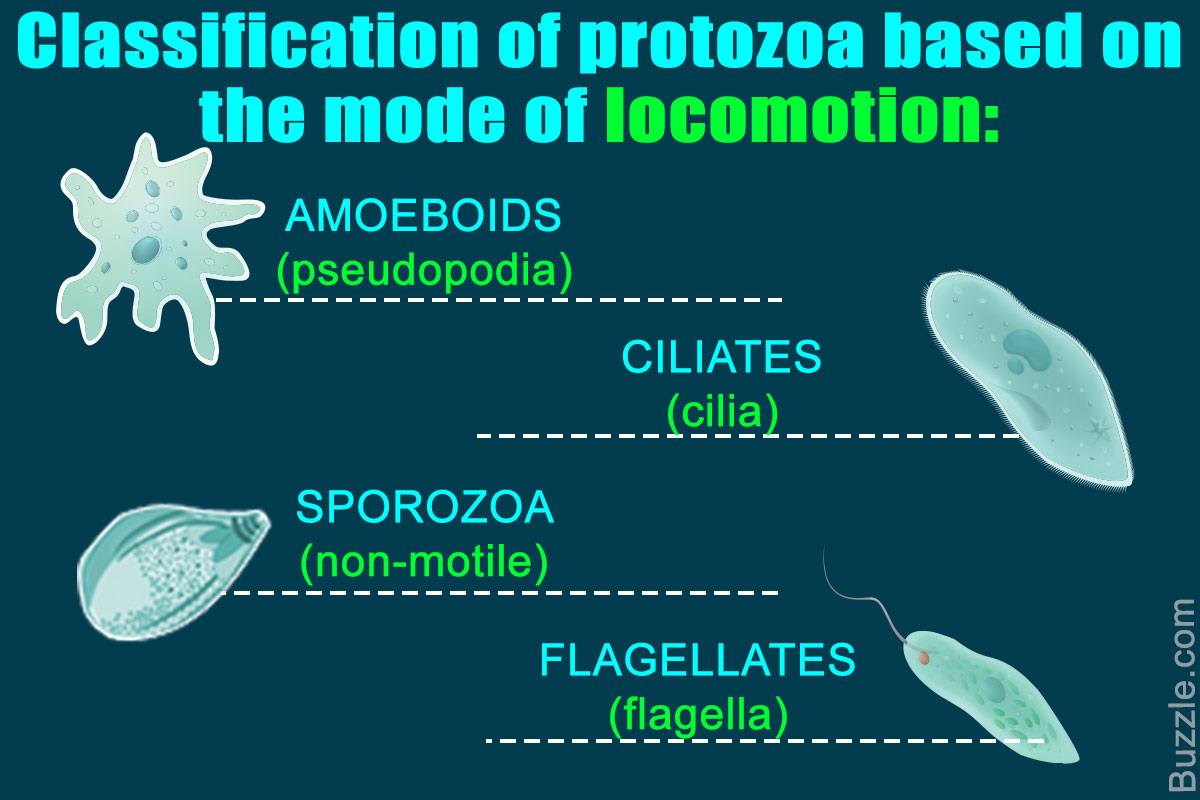 Classification of protozoa based on
the mode of locomotion:
AMOEBOIDS
(pseudopodia)
CILIATES
(cilia)
SPOROZOA
(non-motile)
FLAGELLATES
(flagella)
Buzzle.com